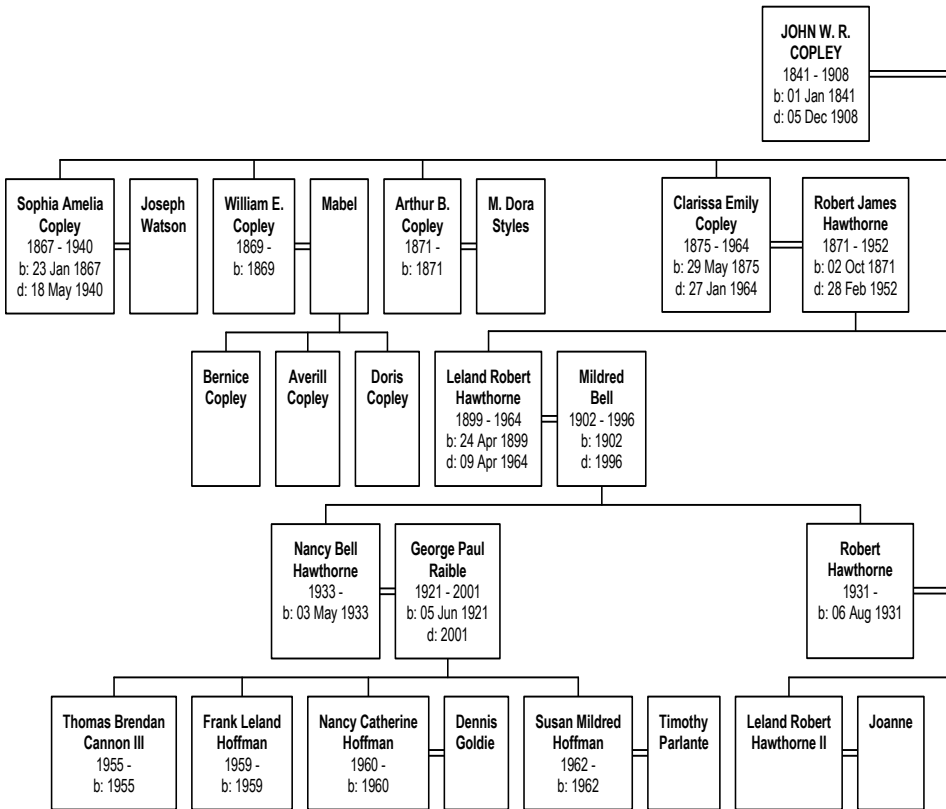 JOHN W. R.
COPLEY
1841 - 1908
b: 01 Jan 1841
d: 05 Dec 1908
Sophia Amelia
Copley
1867 - 1940
b: 23 Jan 1867
d: 18 May 1940
Joseph
Watson
William E.
Copley
1869 -
b: 1869
Mabel
Arthur B.
Copley
1871 -
b: 1871
M. Dora
Styles
Clarissa Emily
Copley
1875 - 1964
b: 29 May 1875
d: 27 Jan 1964
Robert James
Hawthorne
1871 - 1952
b: 02 Oct 1871
d: 28 Feb 1952
Bernice
Copley
Averill
Copley
Doris
Copley
Leland Robert
Hawthorne
1899 - 1964
b: 24 Apr 1899
d: 09 Apr 1964
Mildred
Bell
1902 - 1996
b: 1902
d: 1996
Nancy Bell
Hawthorne
1933 -
b: 03 May 1933
George Paul
Raible
1921 - 2001
b: 05 Jun 1921
d: 2001
Robert
Hawthorne
1931 -
b: 06 Aug 1931
Thomas Brendan
Cannon III
1955 -
b: 1955
Frank Leland
Hoffman
1959 -
b: 1959
Nancy Catherine
Hoffman
1960 -
b: 1960
Dennis
Goldie
Susan Mildred
Hoffman
1962 -
b: 1962
Timothy
Parlante
Leland Robert
Hawthorne II
Joanne